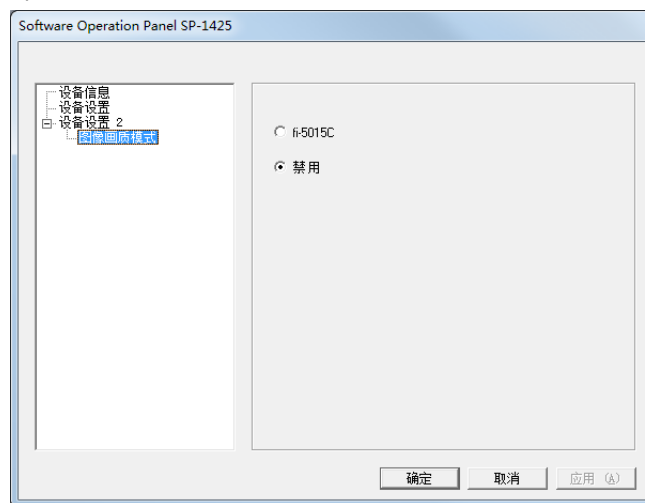 Software Operation Panel SP-1425
设备信息
设备设置
设备设置 2
图像画质模式
fi-5015C
禁用
确定
取消
应用 (A)